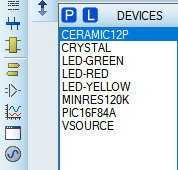 P L DEVICES
CERAMIC12P
CRYSTAL
LED-GREEN
LED-RED
LED-YELLOW
MINRES120K
PIC16F84A
VSOURCE